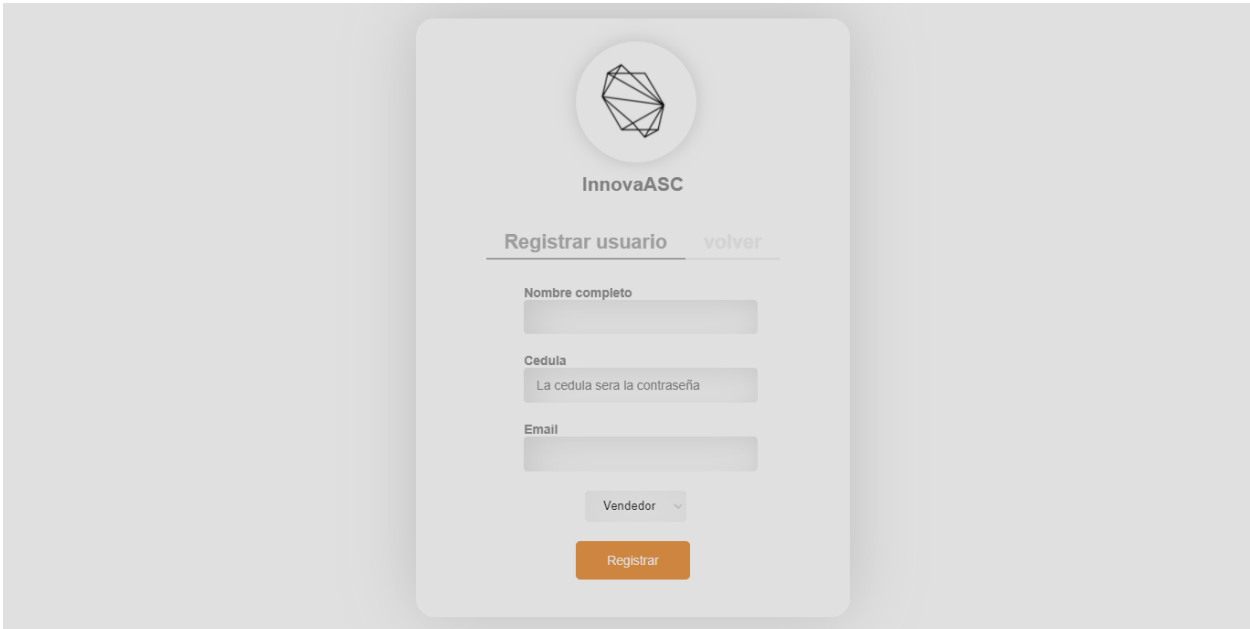 InnovaASC
Registrar usuario volver
Nombre completo
Cedula
La cedula sera la contraseña
Email
Vendedor
Registrar